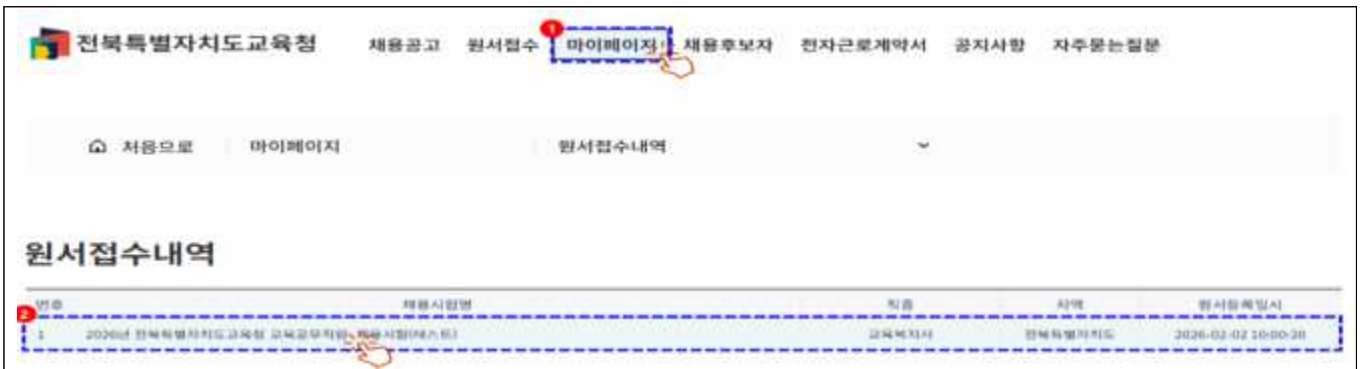 전북특별자치도교육청 채용공고 원서접수 1 마이페이지 채용후보자 전자근로계약서 공지사항 자주묻는질문
처음으로 마이페이지 원서접수내역
원서접수내역
번호 채용시험명 직종 지역 원서등록일시
2
1 2026년 전북특별자치도교육청 교육공무직원 채용시험(테스트) 교육복지사 전북특별자치도 2026-02-02 10:00:20